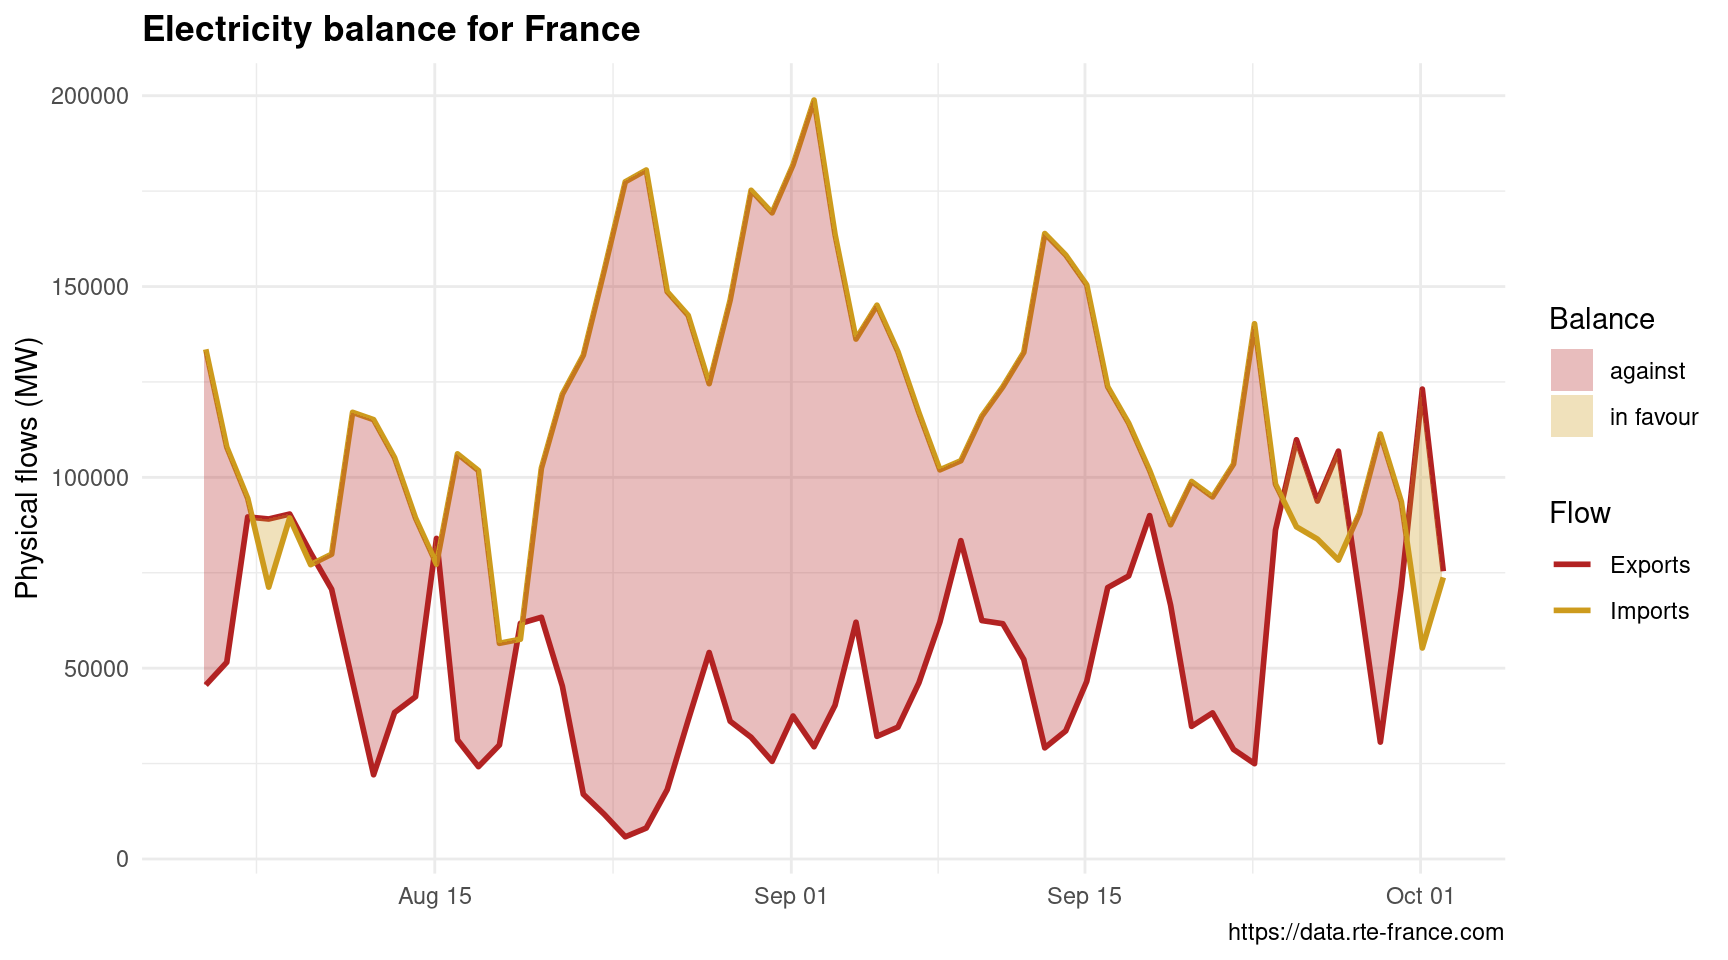 Electricity balance for France
Physical flows (MW)
200000
150000
100000
50000
0
Aug 15
Sep 01
Sep 15
Oct 01
https://data.rte-france.com
Balance
against
in favour
Flow
Exports
Imports